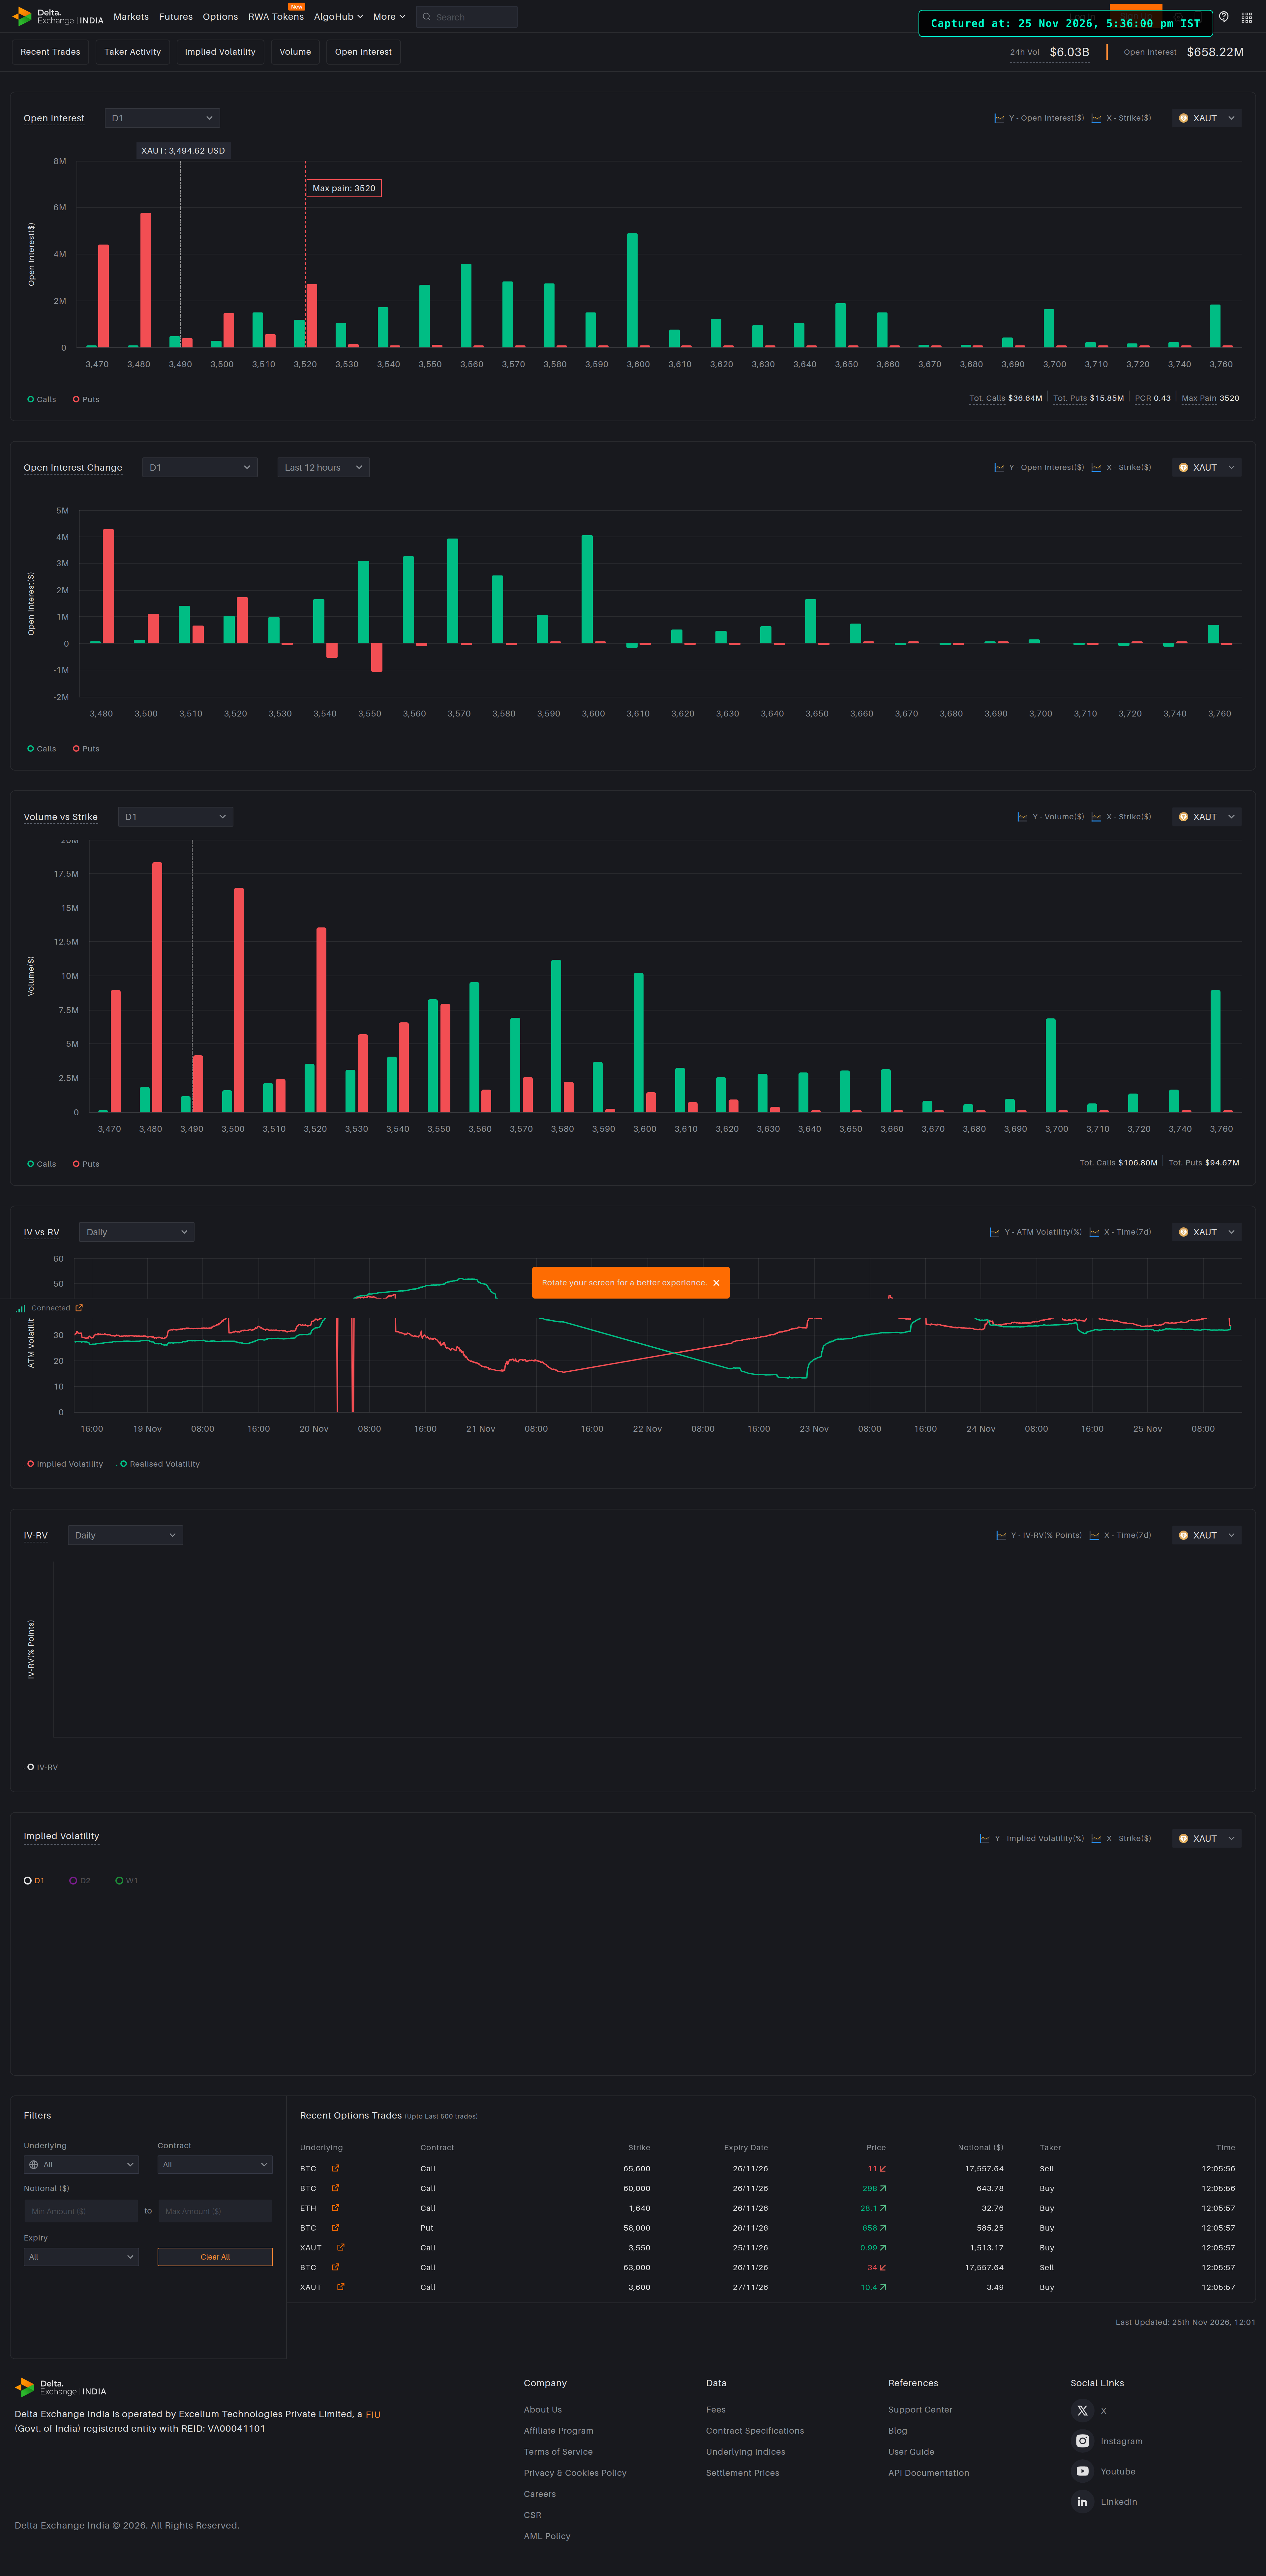 Delta. Exchange | INDIA
Markets Futures Options RWA Tokens New AlgoHub More Search
Captured at: 25 Nov 2026, 5:36:00 pm IST
Recent Trades Taker Activity Implied Volatility Volume Open Interest
24h Vol $6.03B Open Interest $658.22M
Open Interest D1 Y - Open Interest($) X - Strike($) XAUT
XAUT: 3,494.62 USD
Max pain: 3520
Open Interest($)
8M
6M
4M
2M
0
3,470 3,480 3,490 3,500 3,510 3,520 3,530 3,540 3,550 3,560 3,570 3,580 3,590 3,600 3,610 3,620 3,630 3,640 3,650 3,660 3,670 3,680 3,690 3,700 3,710 3,720 3,740 3,760
Calls Puts
Tot. Calls $36.64M Tot. Puts $15.85M PCR 0.43 Max Pain 3520
Open Interest Change D1 Last 12 hours Y - Open Interest($) X - Strike($) XAUT
Open Interest($)
5M
4M
3M
2M
1M
0
-1M
-2M
3,480 3,500 3,510 3,520 3,530 3,540 3,550 3,560 3,570 3,580 3,590 3,600 3,610 3,620 3,630 3,640 3,650 3,660 3,670 3,680 3,690 3,700 3,710 3,720 3,740 3,760
Calls Puts
Volume vs Strike D1 Y - Volume($) X - Strike($) XAUT
Volume($)
20M
17.5M
15M
12.5M
10M
7.5M
5M
2.5M
0
3,470 3,480 3,490 3,500 3,510 3,520 3,530 3,540 3,550 3,560 3,570 3,580 3,590 3,600 3,610 3,620 3,630 3,640 3,650 3,660 3,670 3,680 3,690 3,700 3,710 3,720 3,740 3,760
Calls Puts
Tot. Calls $106.80M Tot. Puts $94.67M
IV vs RV Daily Y - ATM Volatility(%) X - Time(7d) XAUT
60
50
Rotate your screen for a better experience.
Connected
ATM Volatilit
30
20
10
0
16:00 19 Nov 08:00 16:00 20 Nov 08:00 16:00 21 Nov 08:00 16:00 22 Nov 08:00 16:00 23 Nov 08:00 16:00 24 Nov 08:00 16:00 25 Nov 08:00
Implied Volatility Realised Volatility
IV-RV Daily Y - IV-RV(% Points) X - Time(7d) XAUT
IV-RV(% Points)
IV-RV
Implied Volatility Y - Implied Volatility(%) X - Strike($) XAUT
D1 D2 W1
Filters
Underlying Contract
All All
Notional ($)
Min Amount ($) to Max Amount ($)
Expiry
All Clear All
Recent Options Trades (Upto Last 500 trades)
Underlying Contract Strike Expiry Date Price Notional ($) Taker Time
BTC Call 65,600 26/11/26 11 17,557.64 Sell 12:05:56
BTC Call 60,000 26/11/26 298 643.78 Buy 12:05:56
ETH Call 1,640 26/11/26 28.1 32.76 Buy 12:05:57
BTC Put 58,000 26/11/26 658 585.25 Buy 12:05:57
XAUT Call 3,550 25/11/26 0.99 1,513.17 Buy 12:05:57
BTC Call 63,000 26/11/26 34 17,557.64 Sell 12:05:57
XAUT Call 3,600 27/11/26 10.4 3.49 Buy 12:05:57
Last Updated: 25th Nov 2026, 12:01
Delta. Exchange | INDIA
Delta Exchange India is operated by Excelium Technologies Private Limited, a FIU
(Govt. of India) registered entity with REID: VA00041101
Delta Exchange India © 2026. All Rights Reserved.
Company
About Us
Affiliate Program
Terms of Service
Privacy & Cookies Policy
Careers
CSR
AML Policy
Data
Fees
Contract Specifications
Underlying Indices
Settlement Prices
References
Support Center
Blog
User Guide
API Documentation
Social Links
X
Instagram
Youtube
Linkedin